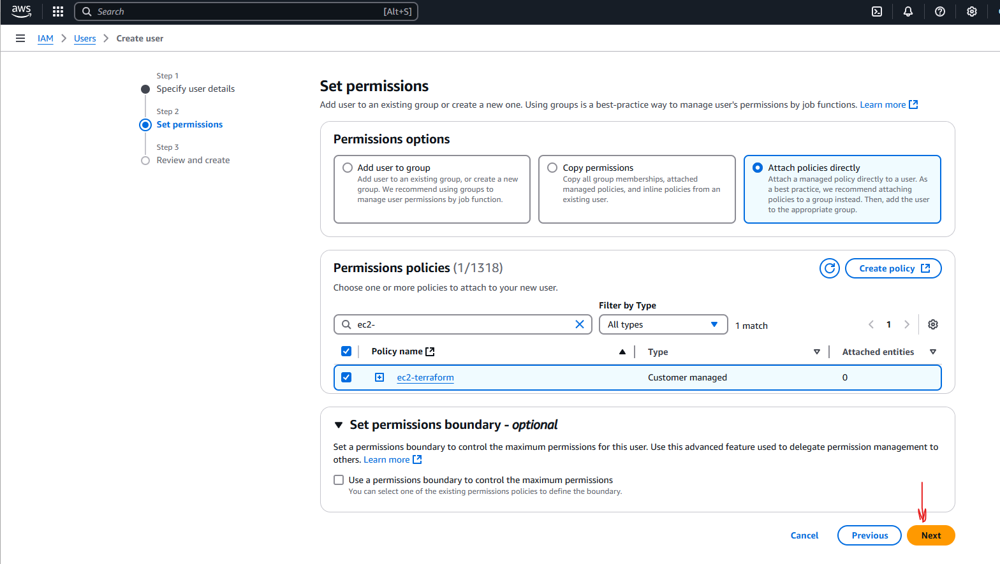 aws
Search
[Alt+S]
IAM
Users
Create user
Step 1
Specify user details
Step 2
Set permissions
Step 3
Review and create
Set permissions
Add user to an existing group or create a new one. Using groups is a best-practice way to manage user's permissions by job functions. Learn more
Permissions options
Add user to group
Add user to an existing group, or create a new
group. We recommend using groups to
manage user permissions by job function.
Copy permissions
Copy all group memberships, attached
managed policies, and inline policies from an
existing user.
Attach policies directly
Attach a managed policy directly to a user. As
a best practice, we recommend attaching
policies to a group instead. Then, add the user
to the appropriate group.
Permissions policies (1/1318)
Create policy
Choose one or more policies to attach to your new user.
Filter by Type
ec2-
All types
1 match
1
Policy name
Type
Attached entities
ec2-terraform
Customer managed
0
Set permissions boundary - optional
Set a permissions boundary to control the maximum permissions for this user. Use this advanced feature used to delegate permission management to
others. Learn more
Use a permissions boundary to control the maximum permissions
You can select one of the existing permissions policies to define the boundary.
Cancel
Previous
Next